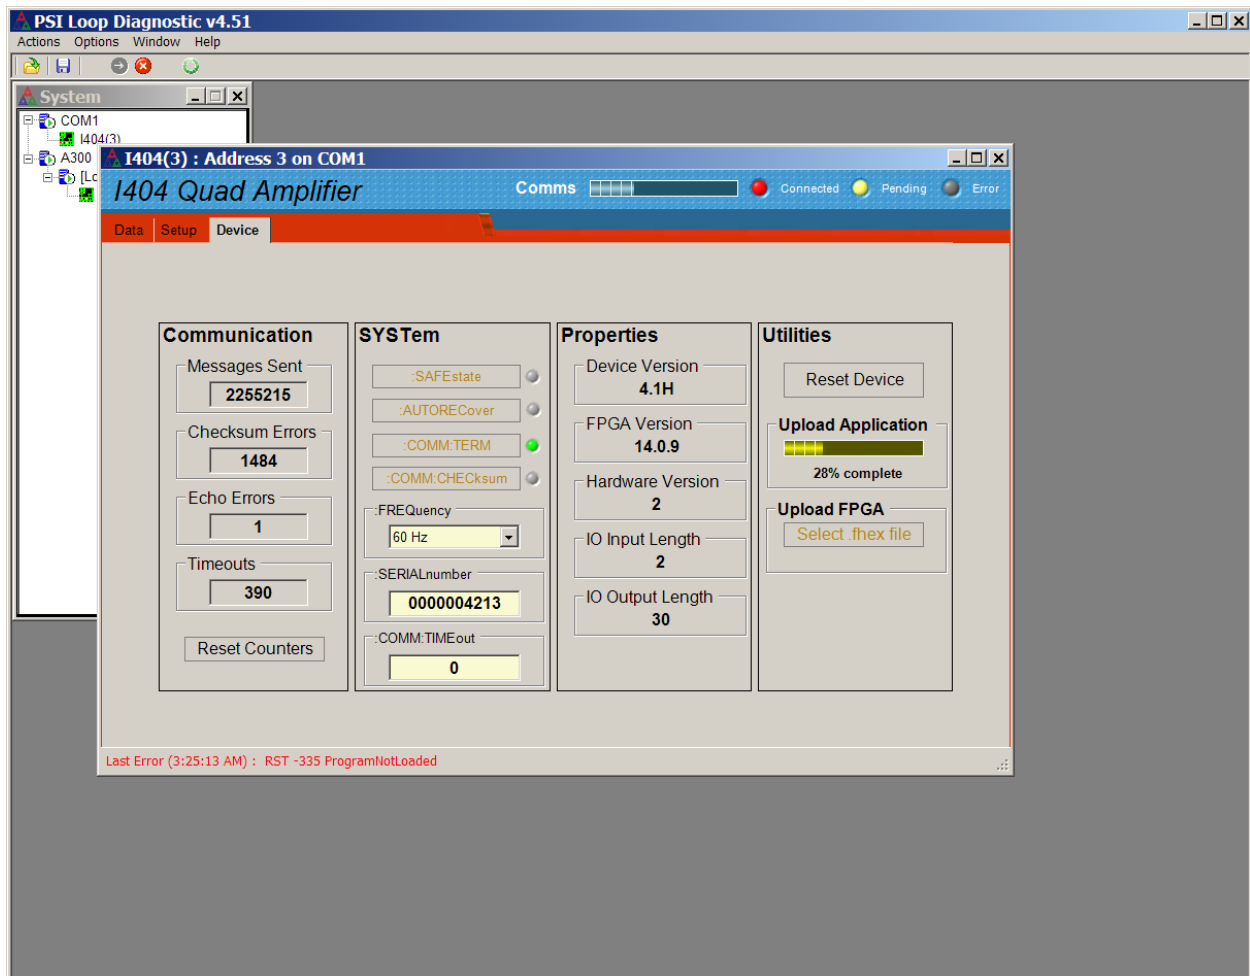 PSI Loop Diagnostic v4.51
Actions Options Window Help
System
COM1
I404(3)
A300
I404(3) : Address 3 on COM1
I404 Quad Amplifier
Comms Connected Pending Error
Data Setup Device
Communication
Messages Sent
2255215
Checksum Errors
1484
Echo Errors
1
Timeouts
390
Reset Counters
SYSTem
:SAFEstate
:AUTORECover
:COMM:TERM
:COMM:CHECksum
:FREQuency
60 Hz
:SERIALnumber
0000004213
:COMM:TIMEout
0
Properties
Device Version
4.1H
FPGA Version
14.0.9
Hardware Version
2
IO Input Length
2
IO Output Length
30
Utilities
Reset Device
Upload Application
28% complete
Upload FPGA
Select .fhex file
Last Error (3:25:13 AM) : RST -335 ProgramNotLoaded